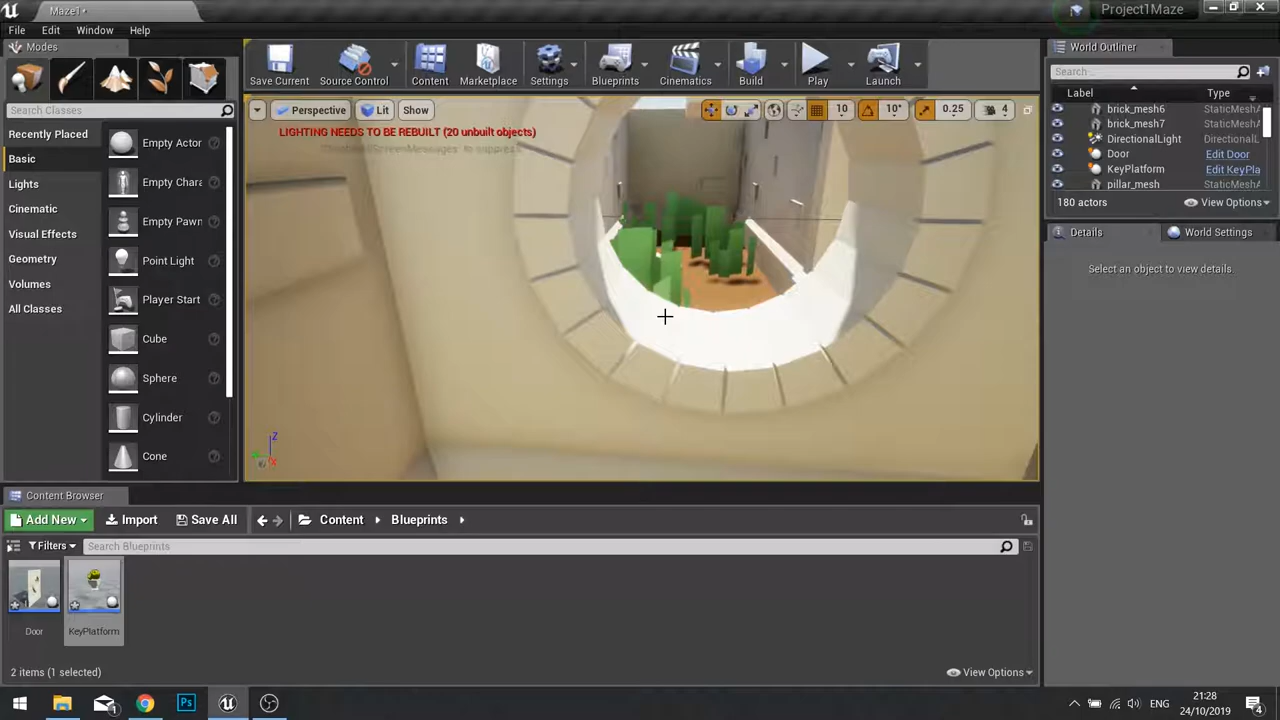 Maze1•
Project1Maze
File Edit Window Help
Modes
Search Classes
Recently Placed
Basic
Lights
Cinematic
Visual Effects
Geometry
Volumes
All Classes
Empty Actor
Empty Chara
Empty Pawn
Point Light
Player Start
Cube
Sphere
Cylinder
Cone
Save Current
Source Control
Content
Marketplace
Settings
Blueprints
Cinematics
Build
Play
Launch
Perspective Lit Show
10 10° 0.25 4
LIGHTING NEEDS TO BE REBUILT (20 unbuilt objects)
Z
X
World Outliner
Search...
Label Type
brick_mesh6 StaticMeshA
brick_mesh7 StaticMeshA
DirectionalLight DirectionalL
Door Edit Door
KeyPlatform Edit KeyPla
pillar_mesh StaticMeshA
180 actors View Options
Details World Settings
Select an object to view details
Content Browser
Add New Import Save All Content Blueprints
Filters Search Blueprints
Door
KeyPlatform
2 items (1 selected) View Options
1
Ps
ENG
21:28
24/10/2019
4